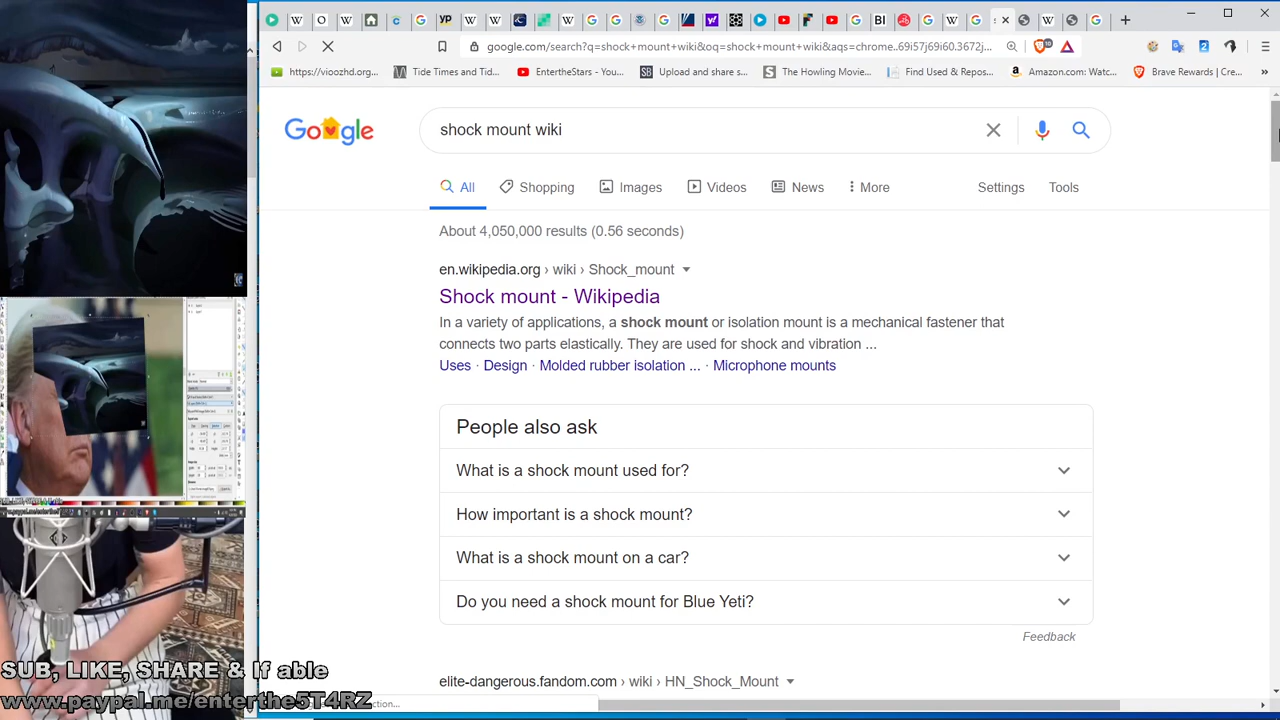 google.com/search?q=shock+mount+wiki&oq=shock+mount+wiki&aqs=chrome..69i57j69i60.3672j...
https://vioozhd.org...
Tide Times and Tid...
EntertheStars - You...
Upload and share s...
The Howling Movie...
Find Used & Repos...
Amazon.com: Watc...
Brave Rewards | Cre...
Google
shock mount wiki
All
Shopping
Images
Videos
News
More
Settings
Tools
About 4,050,000 results (0.56 seconds)
en.wikipedia.org › wiki › Shock_mount
Shock mount - Wikipedia
In a variety of applications, a shock mount or isolation mount is a mechanical fastener that
connects two parts elastically. They are used for shock and vibration ...
Uses · Design · Molded rubber isolation ... · Microphone mounts
People also ask
What is a shock mount used for?
How important is a shock mount?
What is a shock mount on a car?
Do you need a shock mount for Blue Yeti?
Feedback
elite-dangerous.fandom.com › wiki › HN_Shock_Mount
SUB, LIKE, SHARE & If able
www.paypal.me/enterthe5T4RZ